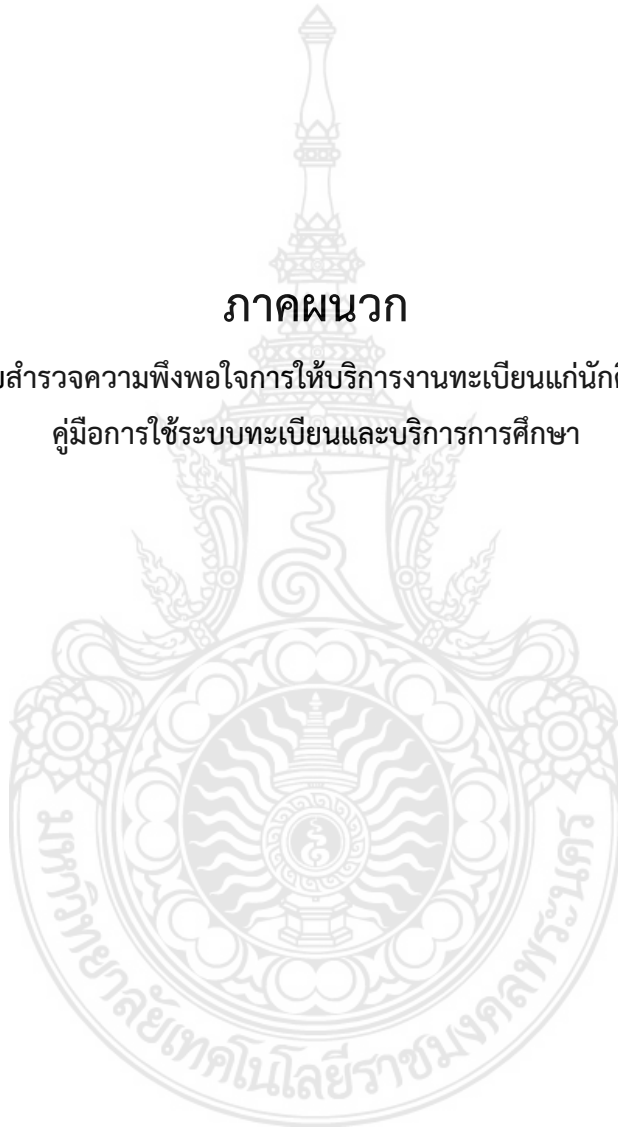 ภาคผนวก
สำรวจความพึงพอใจการให้บริการงานทะเบียนแก่
คู่มือการใช้ระบบทะเบียนและบริการการศึกษา
มหาวิทยาลัยเทคโนโลยีราชมงคลพระนคร